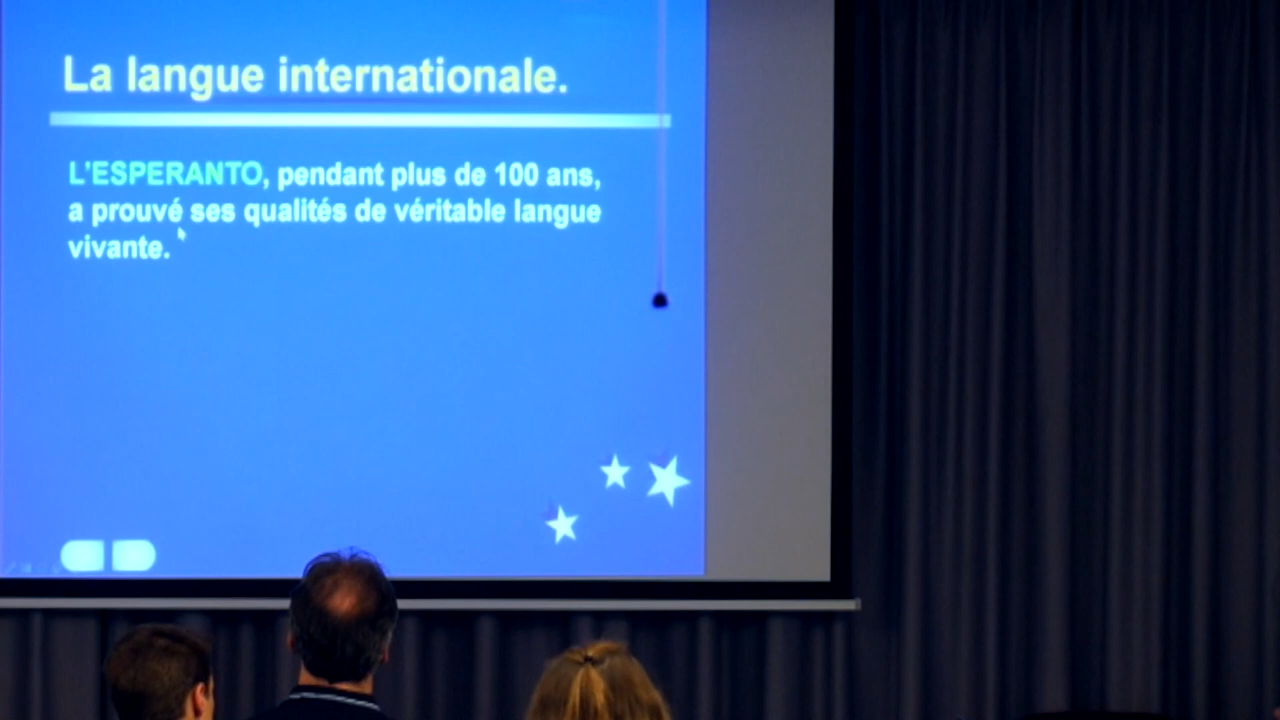 La langue internationale.
L'ESPERANTO, pendant plus de 100 ans,
a prouvé ses qualités de véritable langue
vivante.